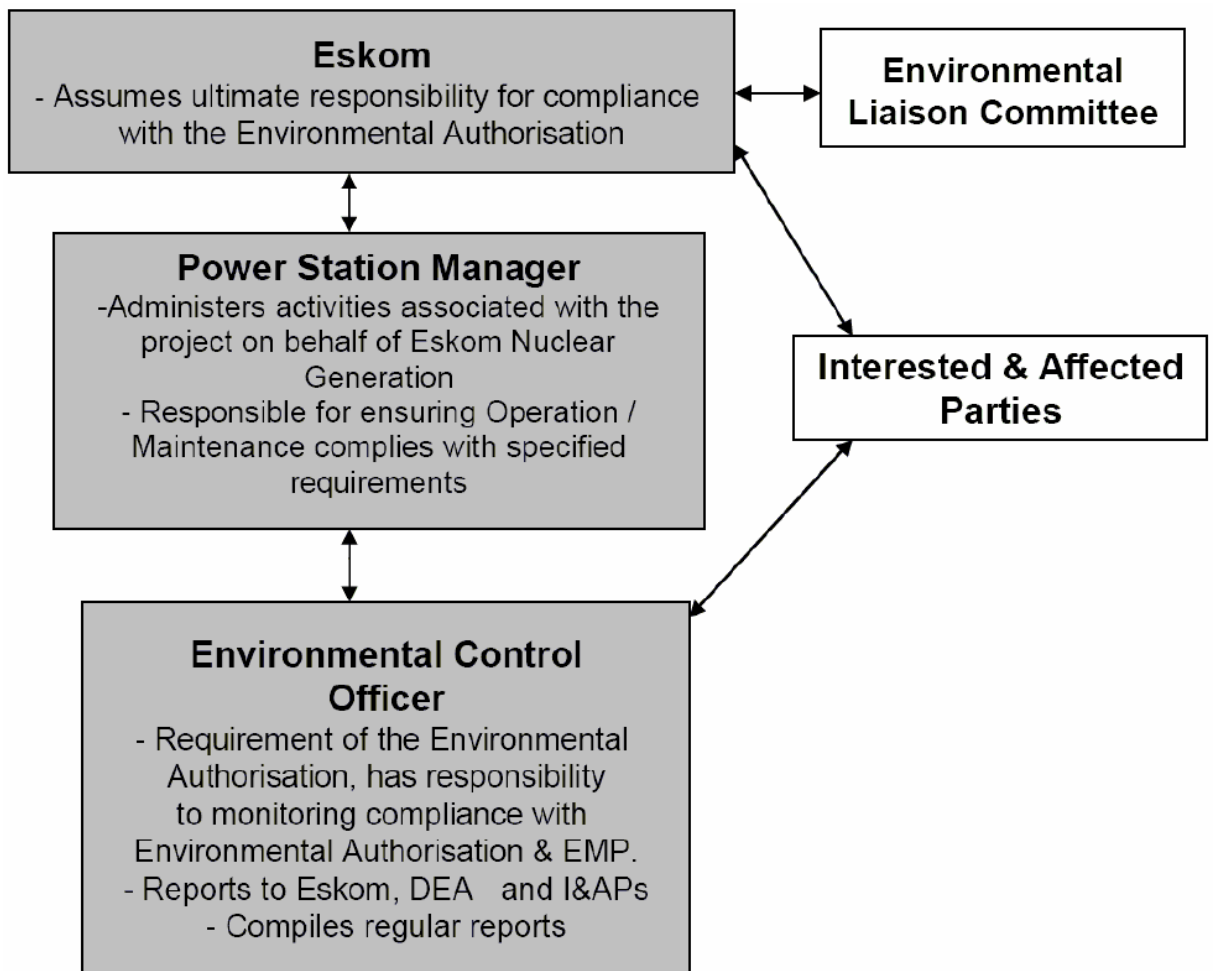 Eskom
- Assumes ultimate responsibility for compliance
with the Environmental Authorisation
Environmental
Liaison Committee
Power Station Manager
-Administers activities associated with the
project on behalf of Eskom Nuclear
Generation
- Responsible for ensuring Operation /
Maintenance complies with specified
requirements
Interested & Affected
Parties
Environmental Control
Officer
- Requirement of the Environmental
Authorisation, has responsibility
to monitoring compliance with
Environmental Authorisation & EMP.
- Reports to Eskom, DEA and I&APs
- Compiles regular reports